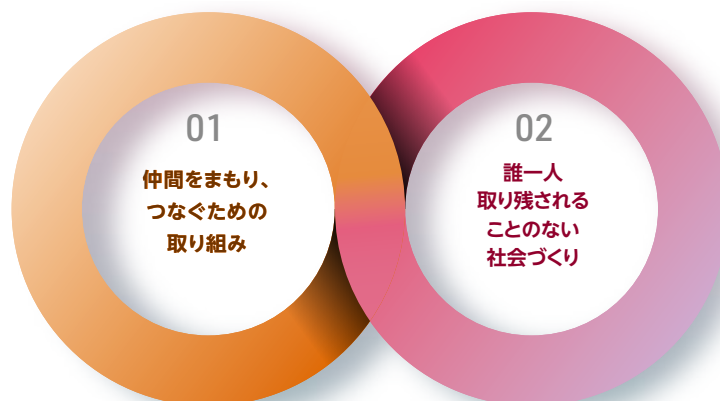 01
仲間をまもり、
つなぐための
取り組み
02
誰一人
取り残される
ことのない
社会づくり